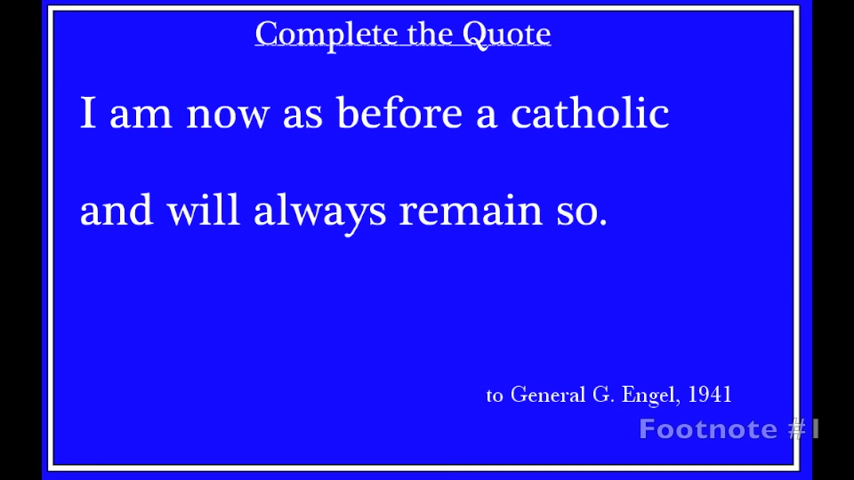 Complete the Quote
I am now as before a catholic
and will always remain so.
to General G. Engel, 1941
Footnote #1